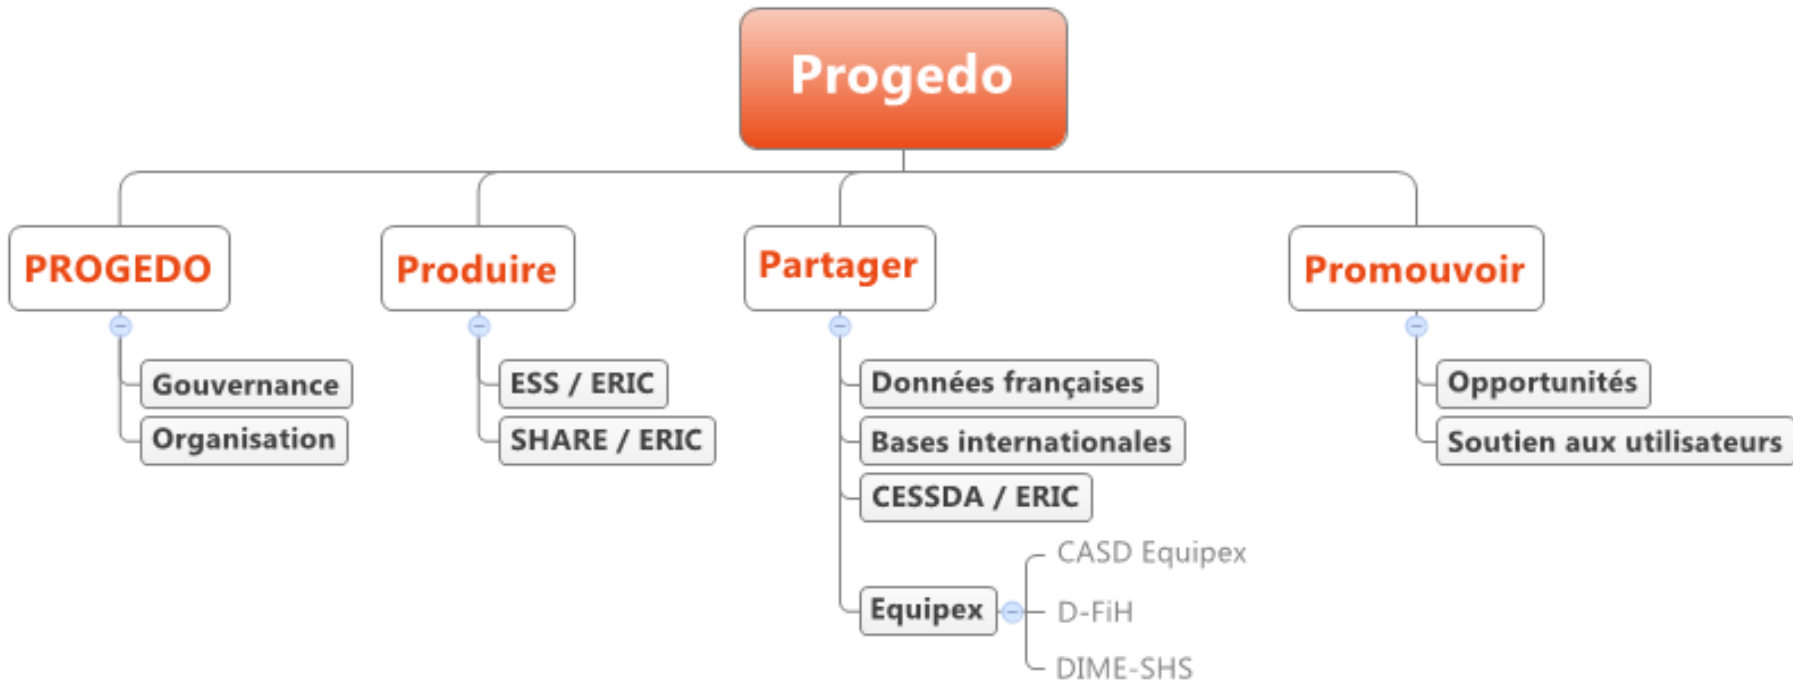 Progedo
PROGEDO
Produire
Partager
Promouvoir
Gouvernance
Organisation
ESS / ERIC
SHARE / ERIC
Données françaises
Bases internationales
CESSDA / ERIC
Equipex
CASD Equipex
D-FiH
DIME-SHS
Opportunités
Soutien aux utilisateurs